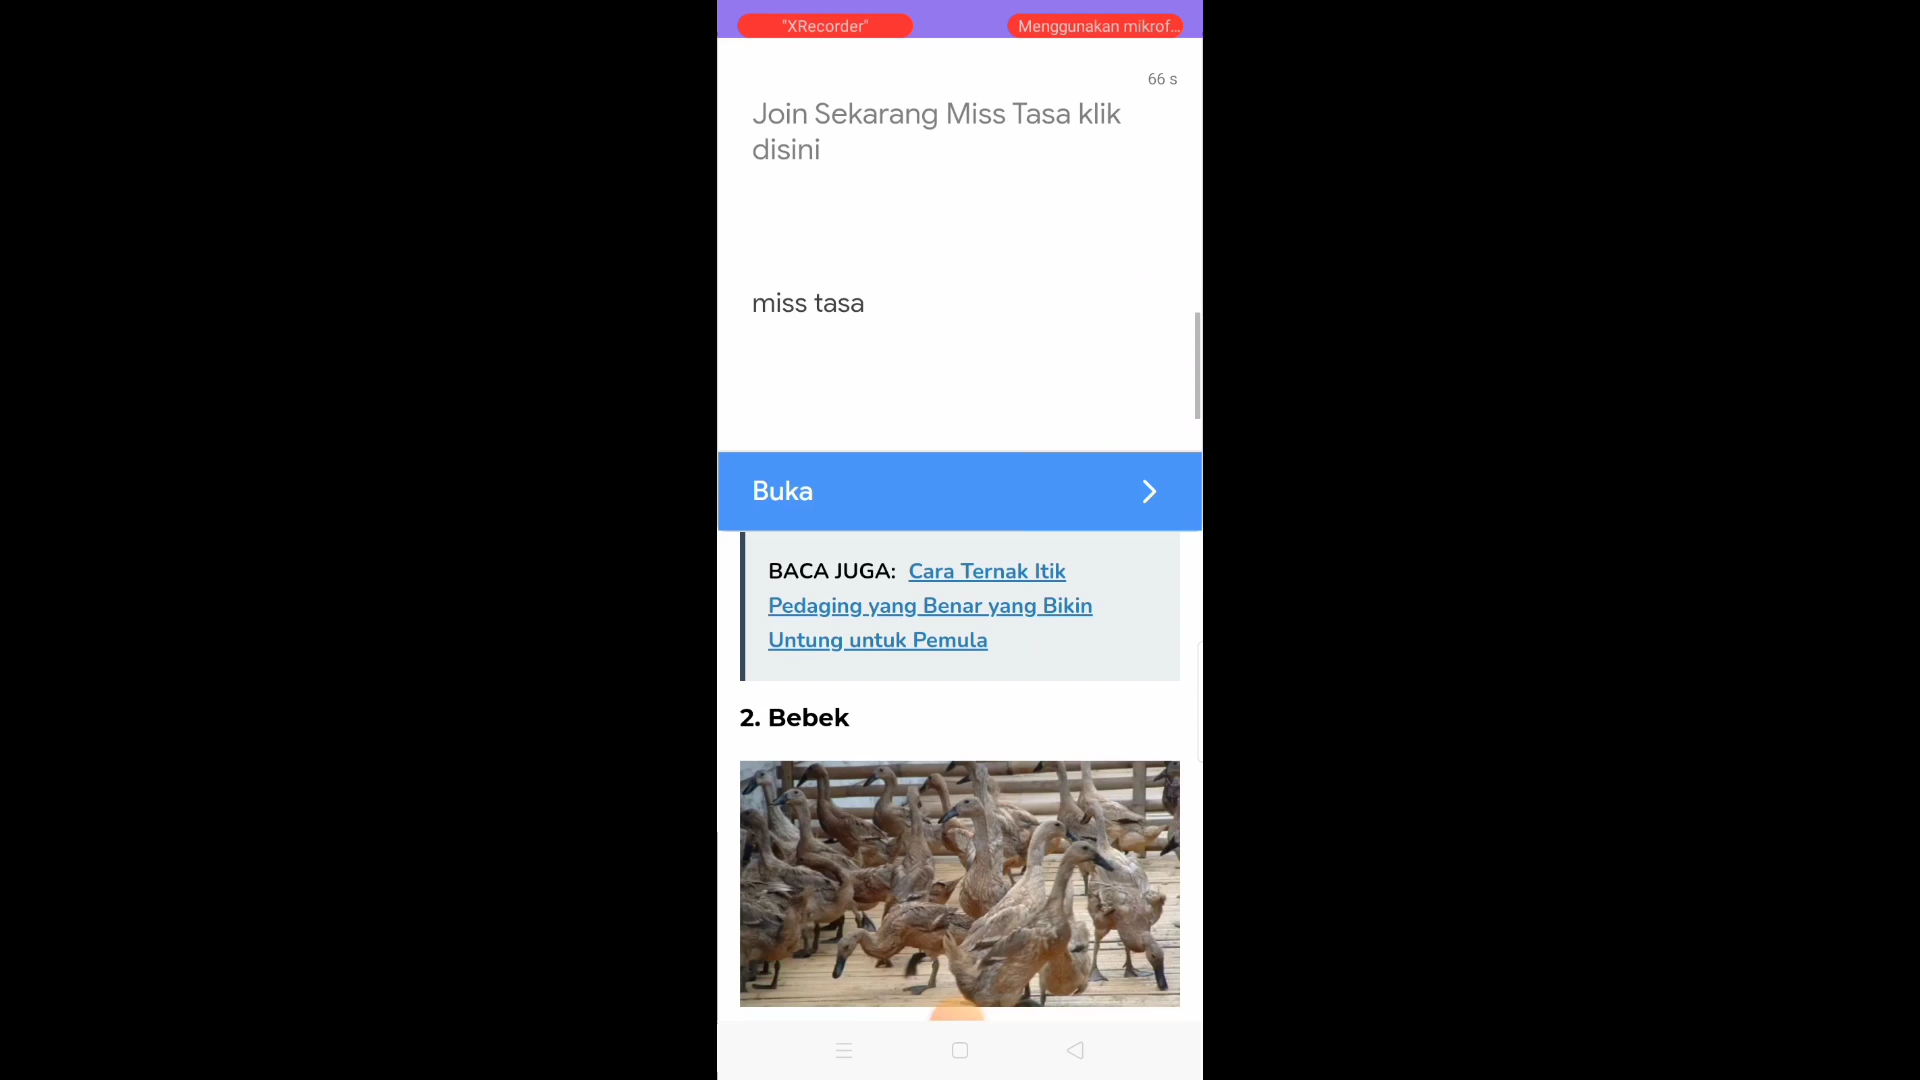 "XRecorder"
Menggunakan mikrof...
66 s
Join Sekarang Miss Tasa klik
disini
miss tasa
Buka
BACA JUGA: Cara Ternak Itik
Pedaging yang Benar yang Bikin
Untung untuk Pemula
2. Bebek